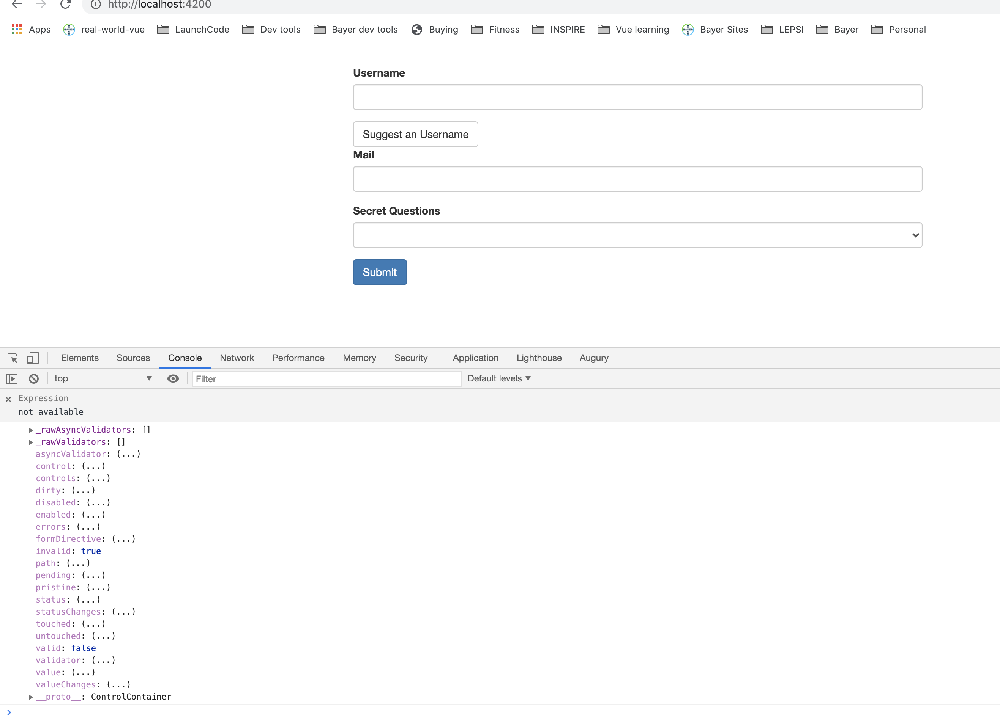 http://localhost:4200
Apps real-world-vue LaunchCode Dev tools Bayer dev tools Buying Fitness INSPIRE Vue learning Bayer Sites LEPSI Bayer Personal
Username
Suggest an Username
Mail
Secret Questions
Submit
Elements Sources Console Network Performance Memory Security Application Lighthouse Augury
top Filter Default levels
Expression
not available
_rawAsyncValidators: []
_rawValidators: []
asyncValidator: (...)
control: (...)
controls: (...)
dirty: (...)
disabled: (...)
enabled: (...)
errors: (...)
formDirective: (...)
invalid: true
path: (...)
pending: (...)
pristine: (...)
status: (...)
statusChanges: (...)
touched: (...)
untouched: (...)
valid: false
validator: (...)
value: (...)
valueChanges: (...)
__proto__: ControlContainer